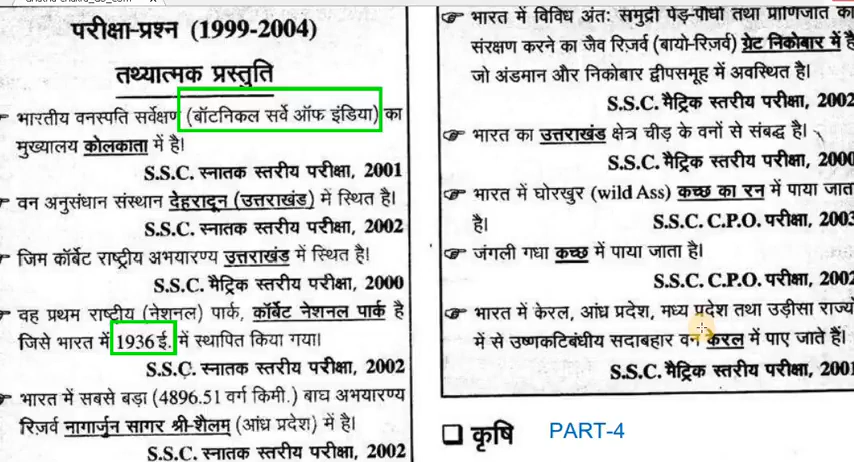 परीक्षा-प्रश्न (1999-2004)
तथ्यात्मक प्रस्तुति
भारतीय वनस्पति सर्वेक्षण (बॉटनिकल सर्वे ऑफ इंडिया) का
मुख्यालय कोलकाता में है।
S.S.C. स्नातक स्तरीय परीक्षा, 2001
वन अनुसंधान संस्थान देहरादून (उत्तराखंड) में स्थित है।
S.S.C. स्नातक स्तरीय परीक्षा, 2002
जिम कॉर्बेट राष्ट्रीय अभयारण्य उत्तराखंड में स्थित है।
S.S.C. मैट्रिक स्तरीय परीक्षा, 2000
वह प्रथम राष्ट्रीय (नेशनल) पार्क, कॉर्बेट नेशनल पार्क है
जिसे भारत में 1936 ई. में स्थापित किया गया।
S.S.C. स्नातक स्तरीय परीक्षा, 2002
भारत में सबसे बड़ा (4896.51 वर्ग किमी.) बाघ अभयारण्य
रिज़र्व नागार्जुन सागर श्री-शैलम् (आंध्र प्रदेश) में है।
S.S.C. स्नातक स्तरीय परीक्षा, 2002
भारत में विविध अंत: समुद्री पेड़-पौधों तथा प्राणिजात का
संरक्षण करने का जैव रिज़र्व (बायो-रिज़र्व) ग्रेट निकोबार में है
जो अंडमान और निकोबार द्वीपसमूह में अवस्थित है।
S.S.C. मैट्रिक स्तरीय परीक्षा, 2002
भारत का उत्तराखंड क्षेत्र चीड़ के वनों से संबद्ध है।
S.S.C. मैट्रिक स्तरीय परीक्षा, 2000
भारत में घोरखुर (wild Ass) कच्छ का रन में पाया जात
है। S.S.C. C.P.O. परीक्षा, 2003
जंगली गधा कच्छ में पाया जाता है।
S.S.C. C.P.O. परीक्षा, 2002
भारत में केरल, आंध्र प्रदेश, मध्य प्रदेश तथा उड़ीसा राज्यों
में से उष्णकटिबंधीय सदाबहार वन केरल में पाए जाते हैं।
S.S.C. मैट्रिक स्तरीय परीक्षा, 2001
कृषि PART-4